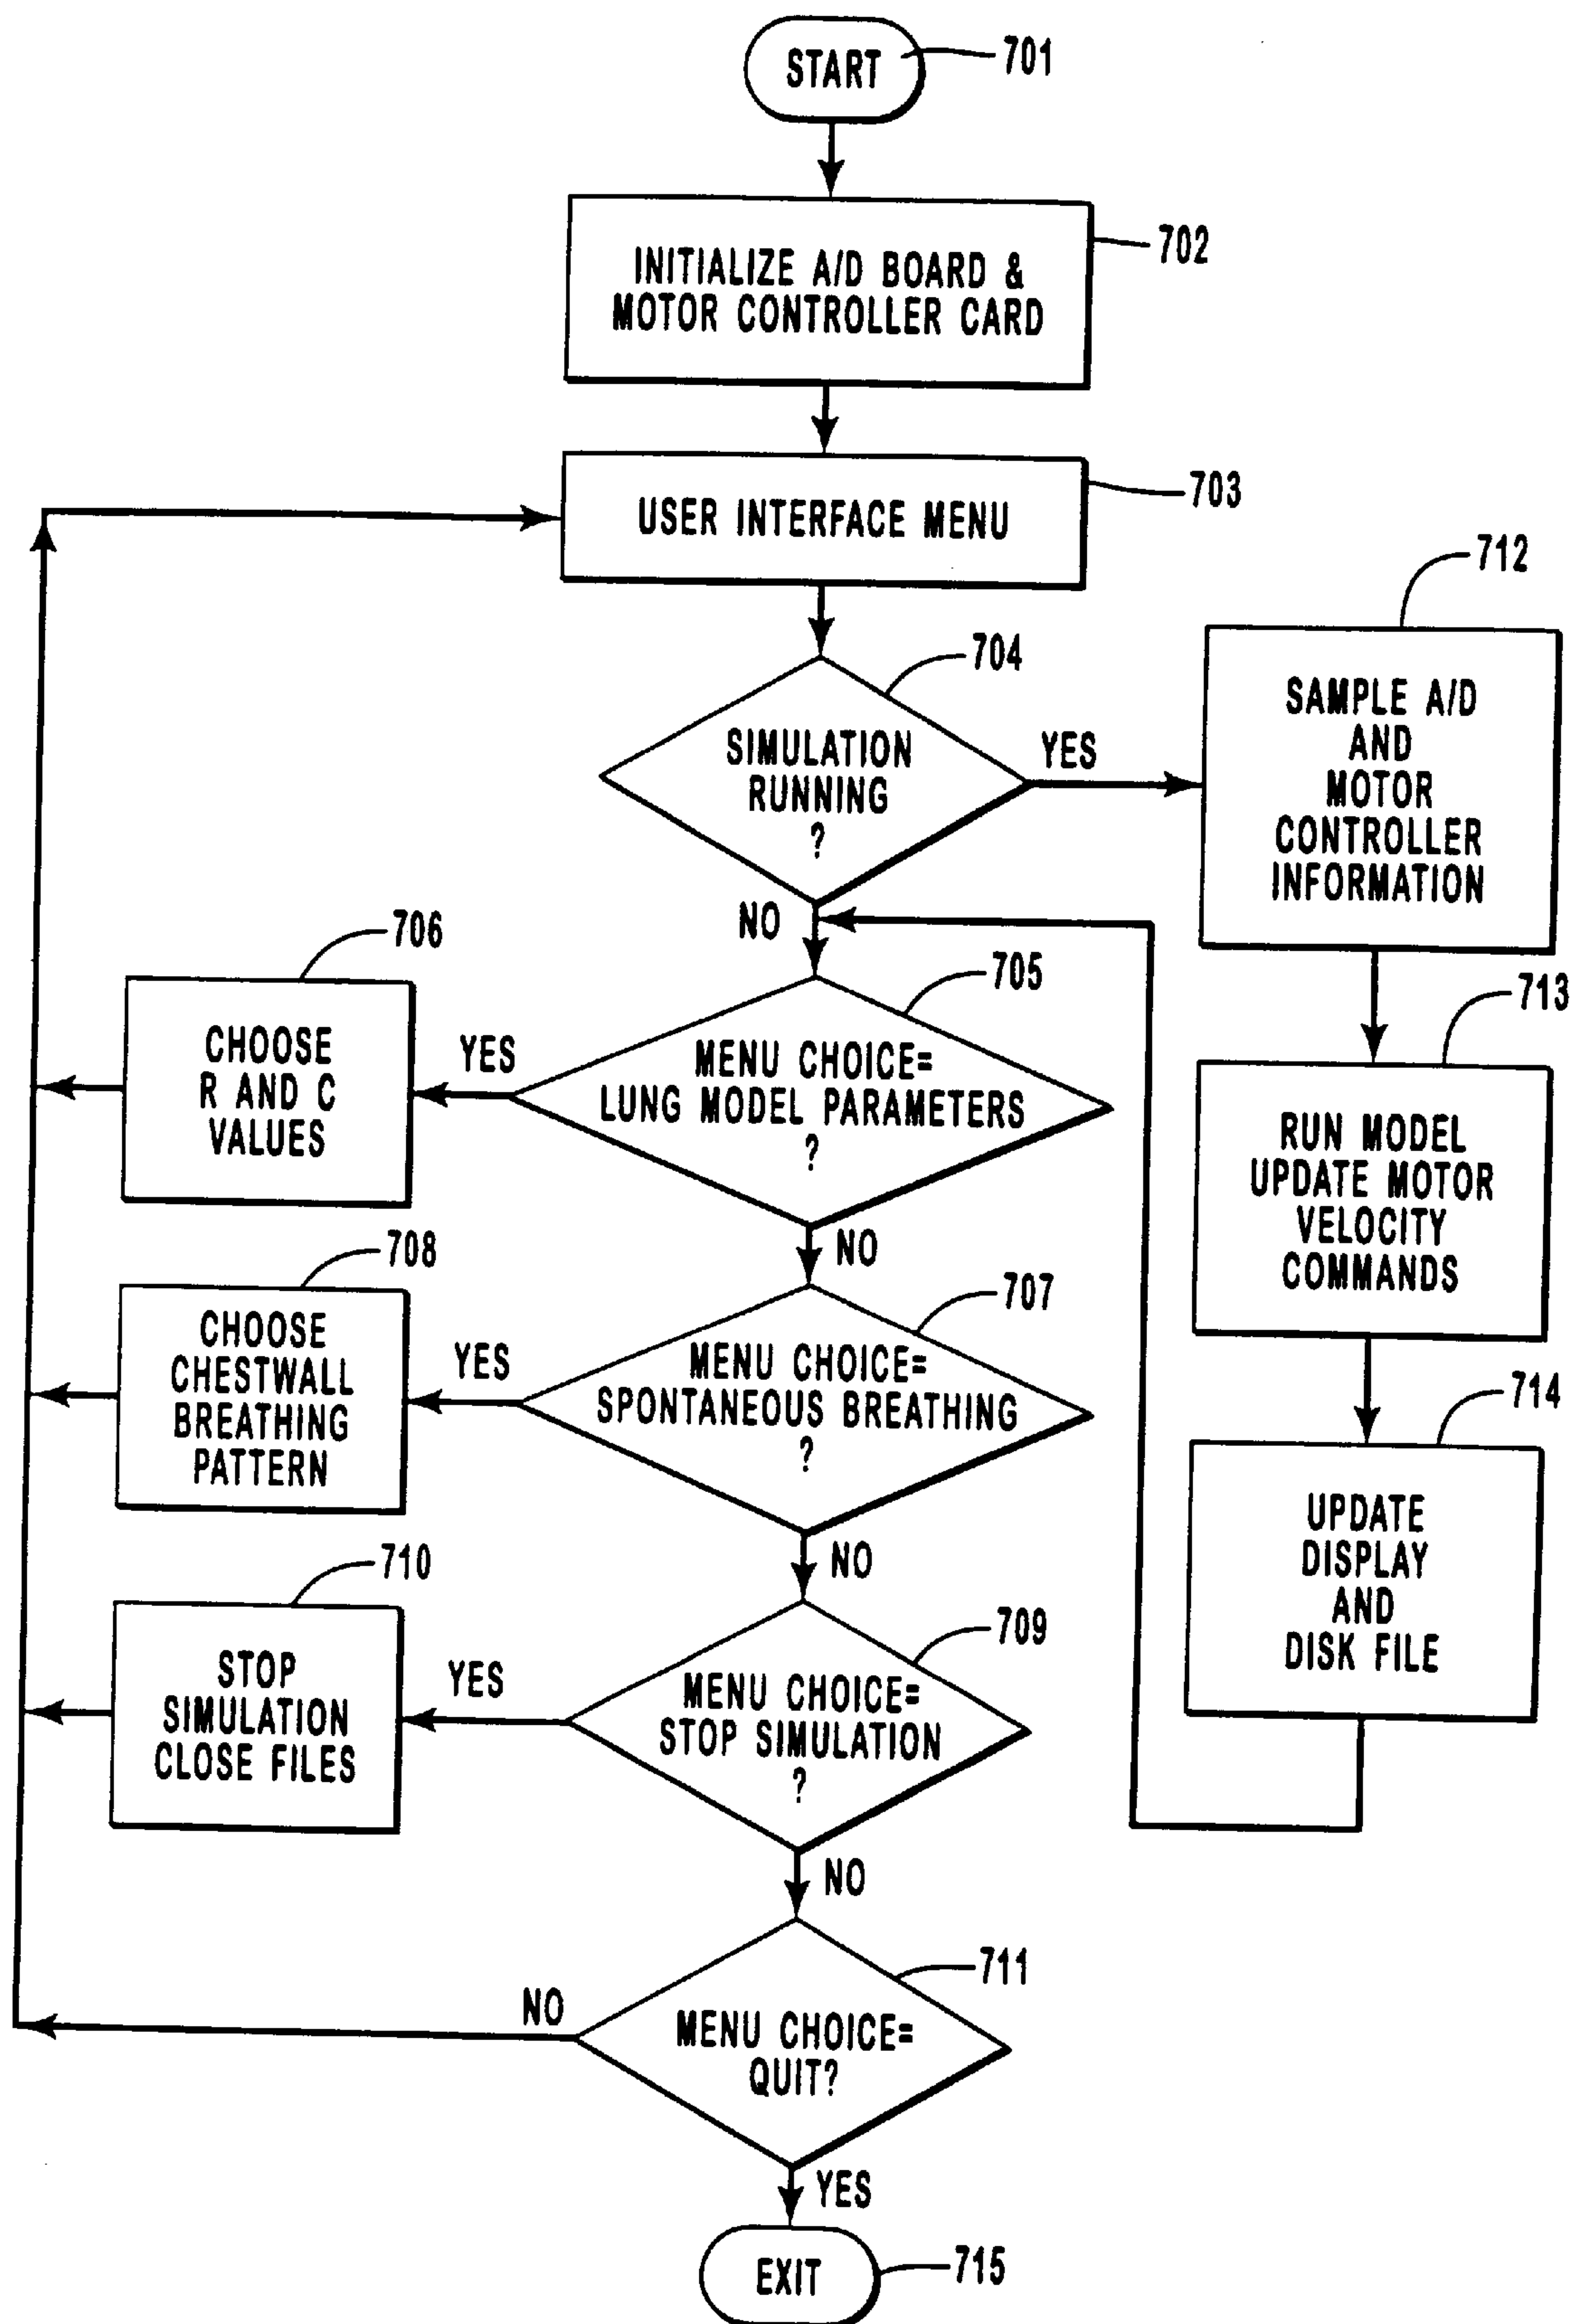 START
701
INITIALIZE A/D BOARD &
MOTOR CONTROLLER CARD
702
USER INTERFACE MENU
703
SIMULATION
RUNNING
?
704
YES
NO
SAMPLE A/D
AND
MOTOR
CONTROLLER
INFORMATION
712
RUN MODEL
UPDATE MOTOR
VELOCITY
COMMANDS
713
UPDATE
DISPLAY
AND
DISK FILE
714
MENU CHOICE=
LUNG MODEL PARAMETERS
?
705
YES
NO
CHOOSE
R AND C
VALUES
706
MENU CHOICE=
SPONTANEOUS BREATHING
?
707
YES
NO
CHOOSE
CHESTWALL
BREATHING
PATTERN
708
MENU CHOICE=
STOP SIMULATION
?
709
YES
NO
STOP
SIMULATION
CLOSE FILES
710
MENU CHOICE=
QUIT?
711
NO
YES
EXIT
715